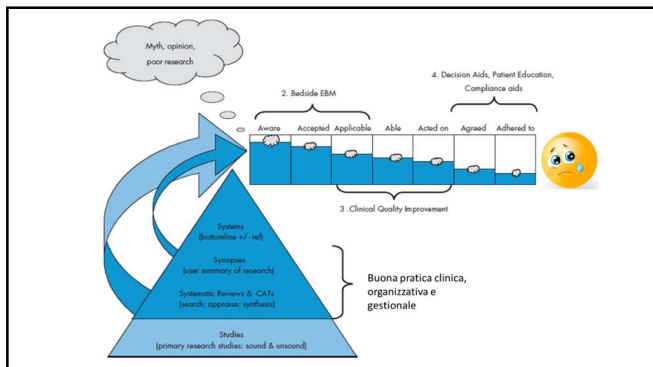 Myth, opinion,
poor research
4. Decision Aids, Patient Education,
Compliance aids
2. Bedside EBM
Aware Accepted Applicable Able Acted on Agreed Adhered to
3 .Clinical Quality Improvement
Systems
(bottomline +/- ref)
Synopses
(user summary of research)
Systematic Reviews & CATs
(search; appraise; synthesis)
Buona pratica clinica,
organizzativa e
gestionale
Studies
(primary research studies: sound & unsound)